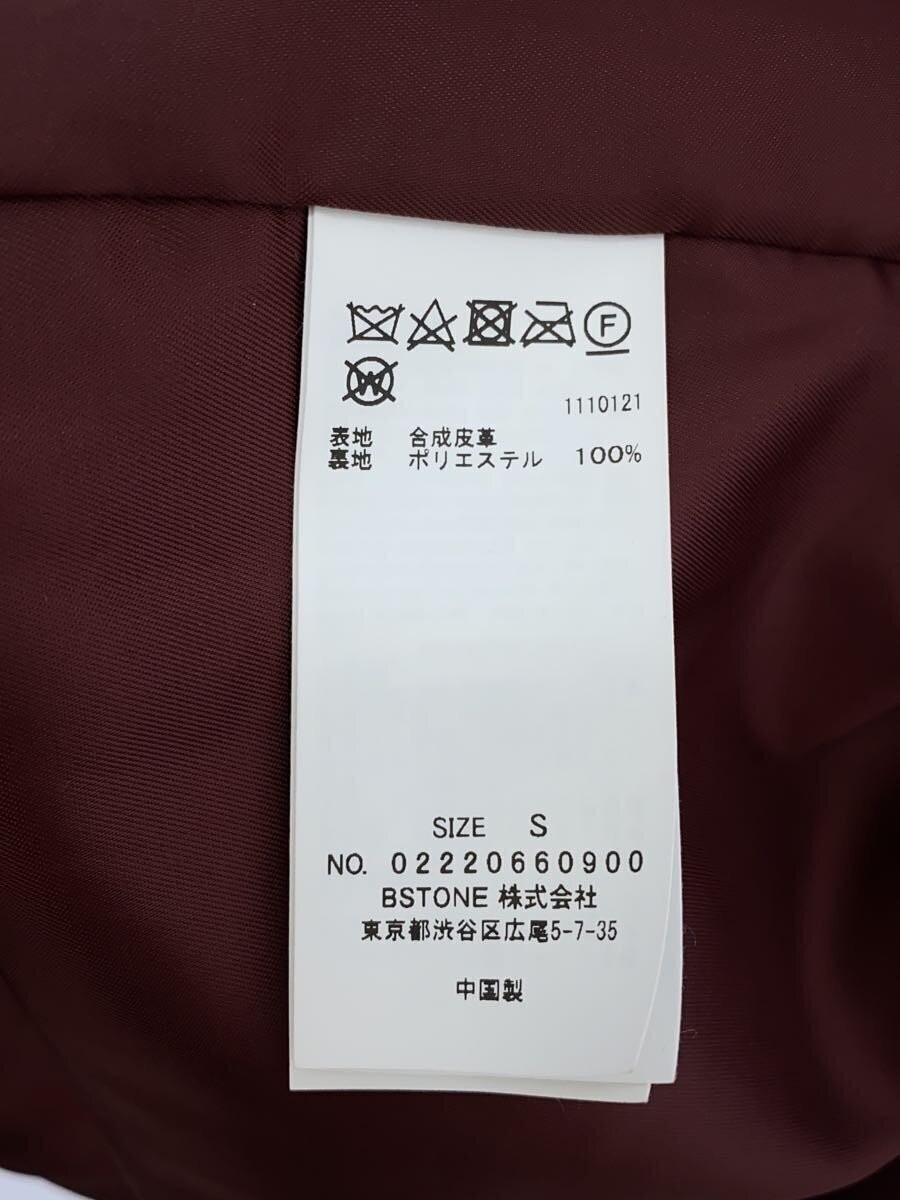 F
W
1110121
表地 合成皮革
裏地 ポリエステル 100%
SIZE S
NO. 02220660900
BSTONE 株式会社
東京都渋谷区広尾5-7-35
中国製